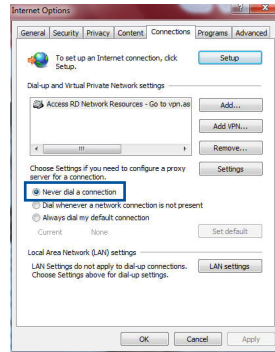 Internet Options
General Security Privacy Content Connections Programs Advanced
To set up an Internet connection, click Setup.
Setup
Dial-up and Virtual Private Network settings
Access RD Network Resources - Go to vpn.as
Add...
Add VPN...
Remove...
Choose Settings if you need to configure a proxy
server for a connection.
Settings
Never dial a connection
Dial whenever a network connection is not present
Always dial my default connection
Current None
Set default
Local Area Network (LAN) settings
LAN Settings do not apply to dial-up connections.
Choose Settings above for dial-up settings.
LAN settings
OK Cancel Apply